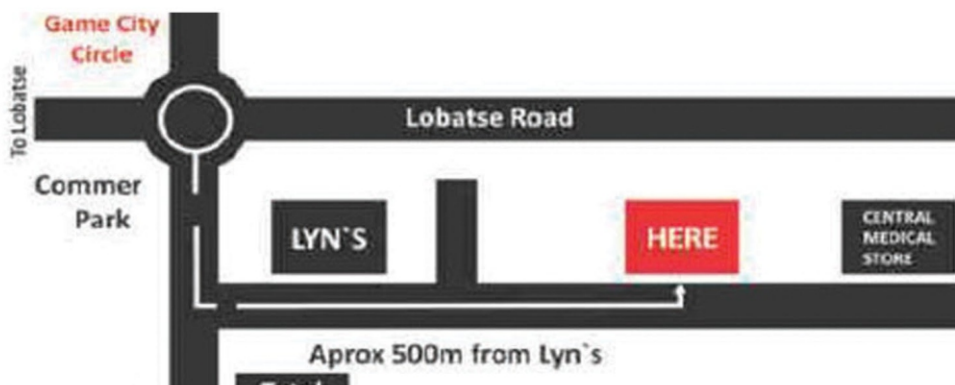 Game City
Circle
To Lobatse
Lobatse Road
Commer
Park
LYN`S
HERE
CENTRAL
MEDICAL
STORE
Aprox 500m from Lyn`s